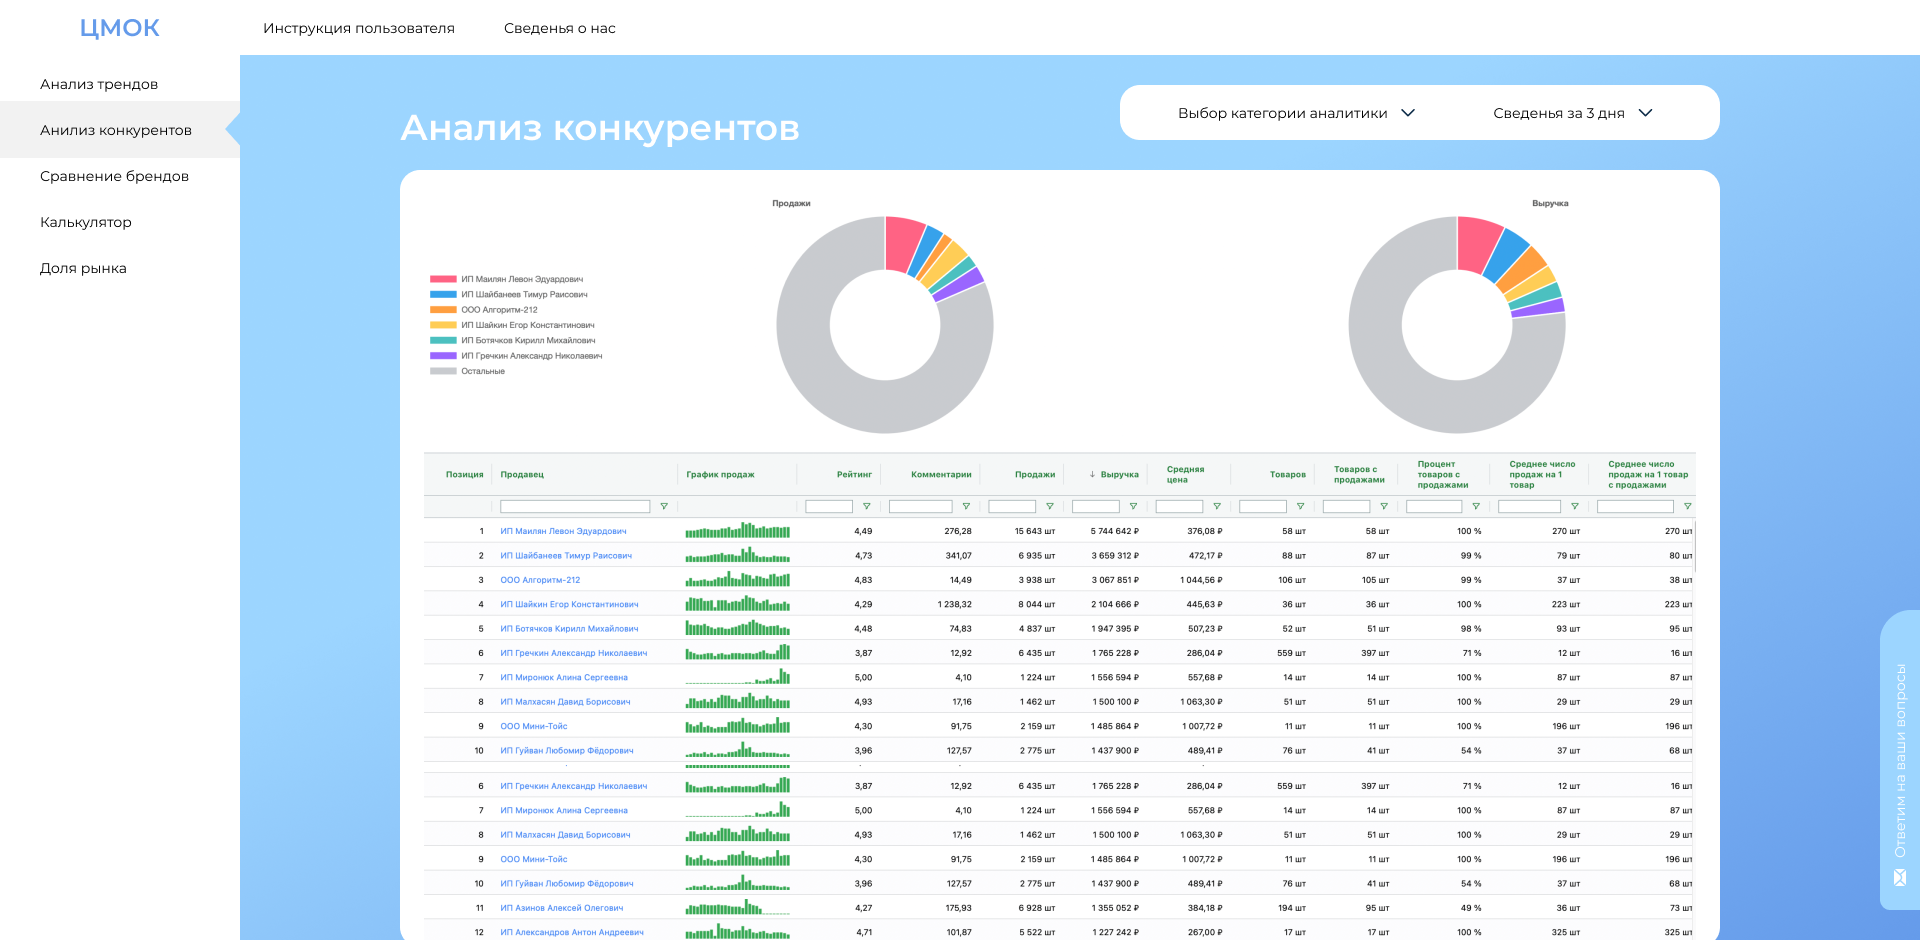 ЦМОК
Инструкция пользователя
Сведенья о нас
Анализ трендов
Анилиз конкурентов
Сравнение брендов
Калькулятор
Доля рынка
Анализ конкурентов
Выбор категории аналитики
Сведенья за 3 дня
Продажи
Выручка
ИП Маилян Левон Эдуардович
ИП Шайбанеев Тимур Раисович
ООО Алгоритм-212
ИП Шайкин Егор Константинович
ИП Ботячков Кирилл Михайлович
ИП Гречкин Александр Николаевич
Остальные
Позиция Продавец График продаж Рейтинг Комментарии Продажи ↓ Выручка Средняя цена Товаров Товаров с продажами Процент товаров с продажами Среднее число продаж на 1 товар Среднее число продаж на 1 товар с продажами
1 ИП Маилян Левон Эдуардович 4,49 276,28 15 643 шт 5 744 642 ₽ 376,08 ₽ 58 шт 58 шт 100 % 270 шт 270 шт
2 ИП Шайбанеев Тимур Раисович 4,73 341,07 6 935 шт 3 659 312 ₽ 472,17 ₽ 88 шт 87 шт 99 % 79 шт 80 шт
3 ООО Алгоритм-212 4,83 14,49 3 938 шт 3 067 851 ₽ 1 044,56 ₽ 106 шт 105 шт 99 % 37 шт 38 шт
4 ИП Шайкин Егор Константинович 4,29 1 238,32 8 044 шт 2 104 666 ₽ 445,63 ₽ 36 шт 36 шт 100 % 223 шт 223 шт
5 ИП Ботячков Кирилл Михайлович 4,48 74,83 4 837 шт 1 947 395 ₽ 507,23 ₽ 52 шт 51 шт 98 % 93 шт 95 шт
6 ИП Гречкин Александр Николаевич 3,87 12,92 6 435 шт 1 765 228 ₽ 286,04 ₽ 559 шт 397 шт 71 % 12 шт 16 шт
7 ИП Миронюк Алина Сергеевна 5,00 4,10 1 224 шт 1 556 594 ₽ 557,68 ₽ 14 шт 14 шт 100 % 87 шт 87 шт
8 ИП Малхасян Давид Борисович 4,93 17,16 1 462 шт 1 500 100 ₽ 1 063,30 ₽ 51 шт 51 шт 100 % 29 шт 29 шт
9 ООО Мини-Тойс 4,30 91,75 2 159 шт 1 485 864 ₽ 1 007,72 ₽ 11 шт 11 шт 100 % 196 шт 196 шт
10 ИП Гуйван Любомир Фёдорович 3,96 127,57 2 775 шт 1 437 900 ₽ 489,41 ₽ 76 шт 41 шт 54 % 37 шт 68 шт
6 ИП Гречкин Александр Николаевич 3,87 12,92 6 435 шт 1 765 228 ₽ 286,04 ₽ 559 шт 397 шт 71 % 12 шт 16 шт
7 ИП Миронюк Алина Сергеевна 5,00 4,10 1 224 шт 1 556 594 ₽ 557,68 ₽ 14 шт 14 шт 100 % 87 шт 87 шт
8 ИП Малхасян Давид Борисович 4,93 17,16 1 462 шт 1 500 100 ₽ 1 063,30 ₽ 51 шт 51 шт 100 % 29 шт 29 шт
9 ООО Мини-Тойс 4,30 91,75 2 159 шт 1 485 864 ₽ 1 007,72 ₽ 11 шт 11 шт 100 % 196 шт 196 шт
10 ИП Гуйван Любомир Фёдорович 3,96 127,57 2 775 шт 1 437 900 ₽ 489,41 ₽ 76 шт 41 шт 54 % 37 шт 68 шт
11 ИП Азинов Алексей Олегович 4,27 175,93 6 928 шт 1 355 052 ₽ 384,18 ₽ 194 шт 95 шт 49 % 36 шт 73 шт
12 ИП Александров Антон Андреевич 4,71 101,87 5 522 шт 1 227 242 ₽ 267,00 ₽ 17 шт 17 шт 100 % 325 шт 325 шт
Ответим на ваши вопросы